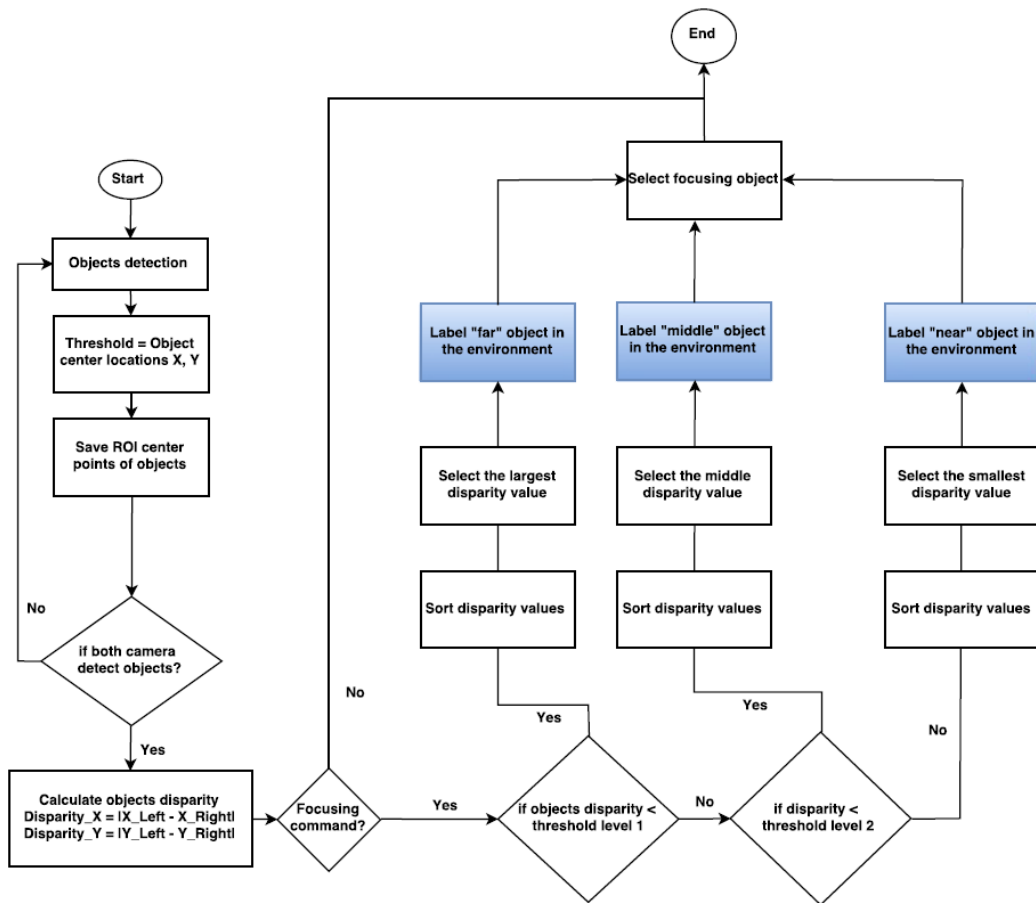 Start
Objects detection
Threshold = Object
center locations X, Y
Save ROI center
points of objects
if both camera
detect objects?
No
Yes
Calculate objects disparity
Disparity_X = |X_Left - X_Right|
Disparity_Y = |Y_Left - Y_Right|
Focusing
command?
No
Yes
if objects disparity <
threshold level 1
Yes
No
if disparity <
threshold level 2
Yes
No
Sort disparity values
Sort disparity values
Sort disparity values
Select the largest
disparity value
Select the middle
disparity value
Select the smallest
disparity value
Label "far" object in
the environment
Label "middle" object
in the environment
Label "near" object in
the environment
Select focusing object
End